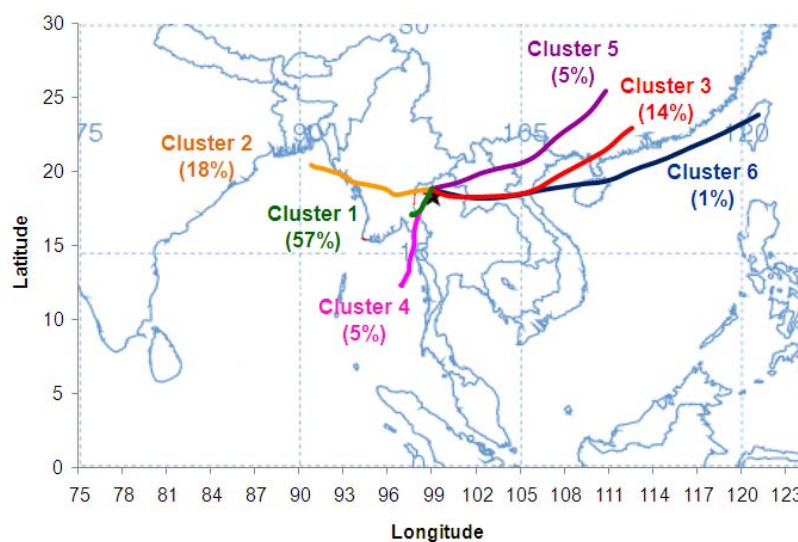 30
Cluster 5
(5%)
25
Cluster 3
(14%)
75
90
120
Cluster 2
(18%)
20
Cluster 6
(1%)
Cluster 1
(57%)
15
Cluster 4
(5%)
10
5
0
Latitude
75 78 81 84 87 90 93 96 99 102 105 108 111 114 117 120 123
Longitude